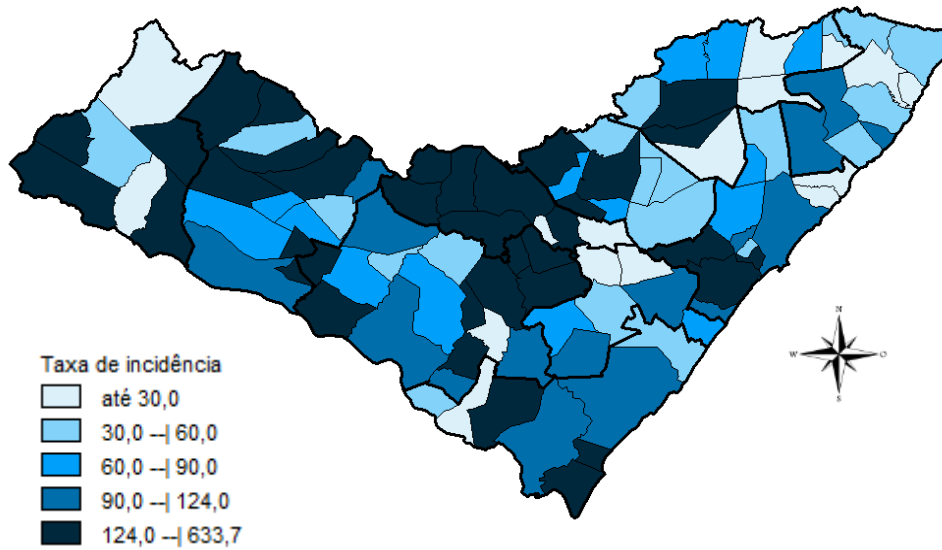 Taxa de incidência
até 30,0
30,0 --| 60,0
60,0 --| 90,0
90,0 --| 124,0
124,0 --| 633,7
N
W O
S